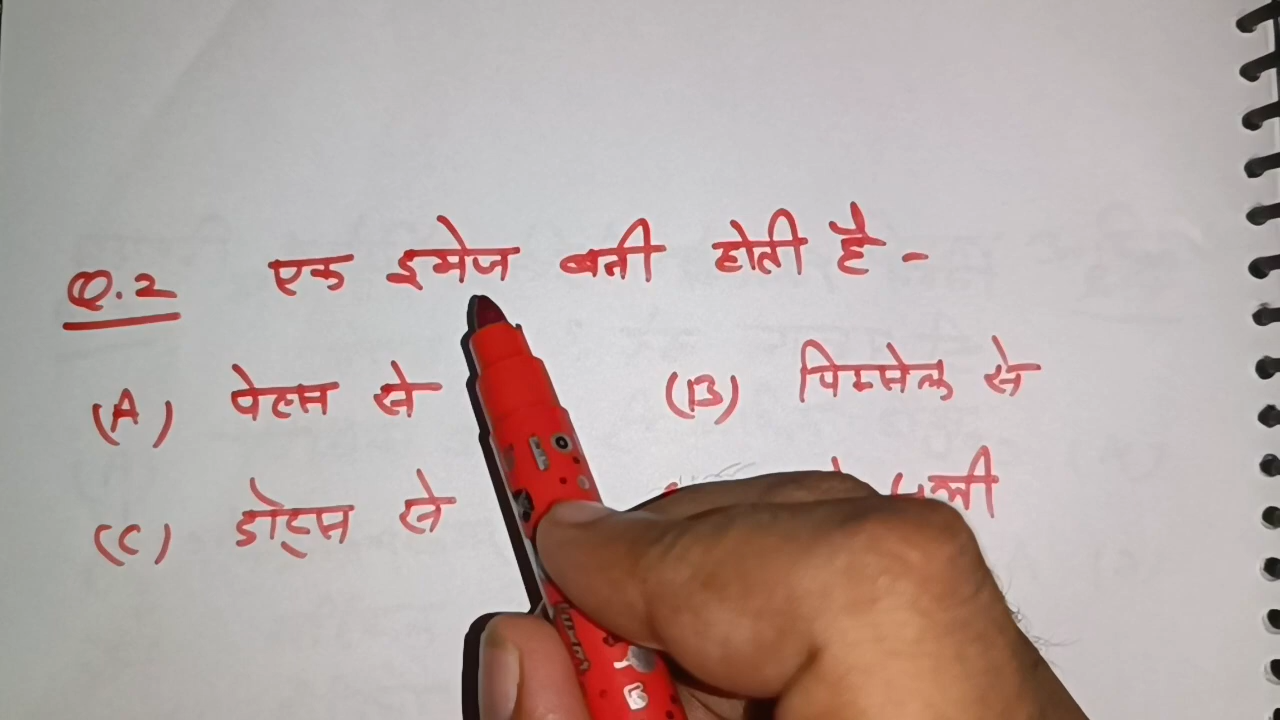 Q.2 एक इमेज बनी होती है -
(A) पेल्स से (B) पिक्सेल से
(C) डॉट्स से